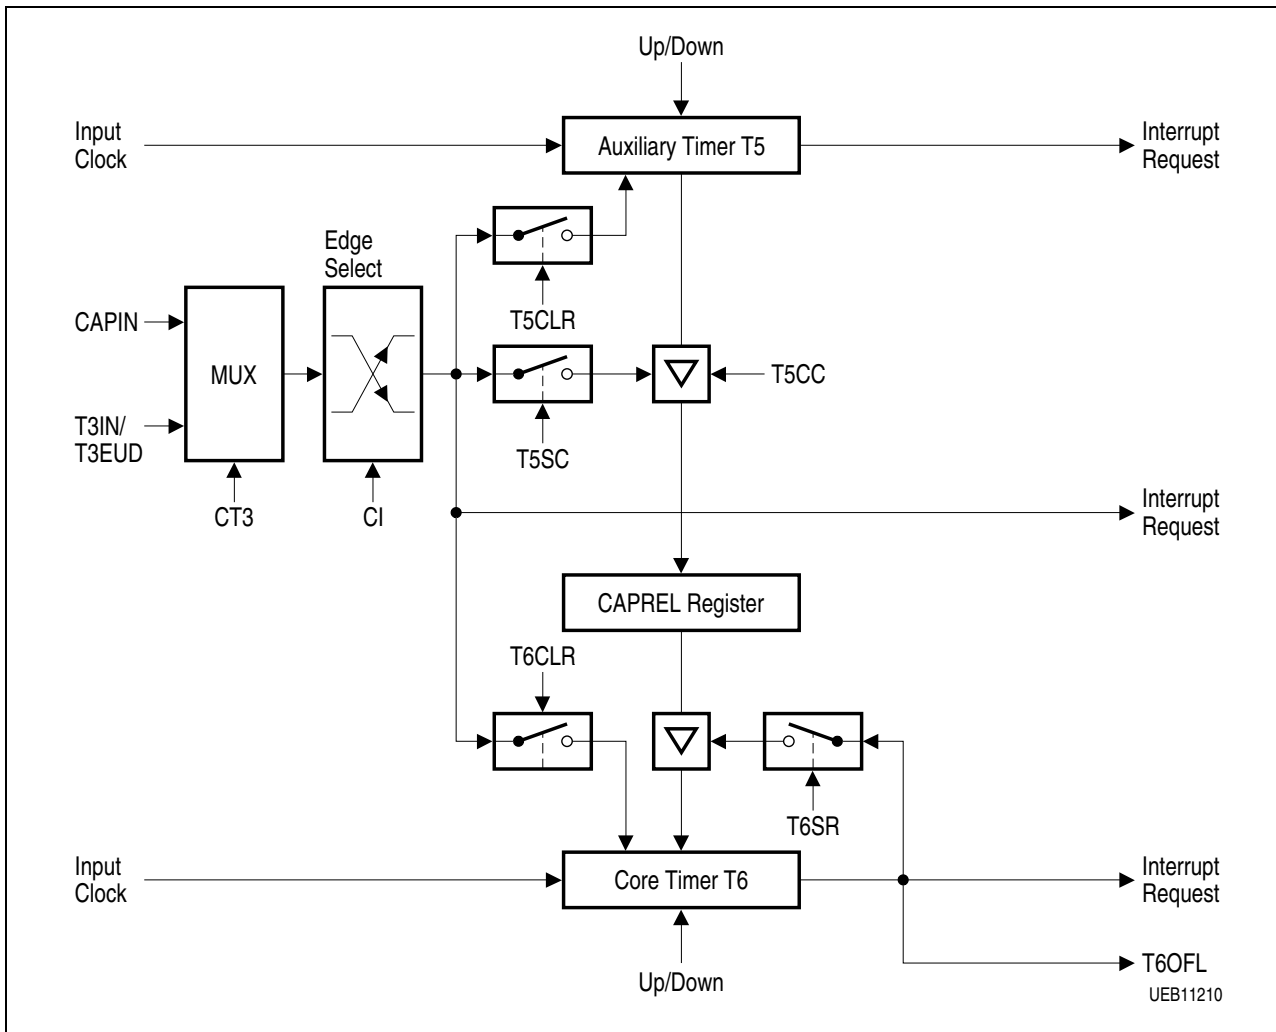 Up/Down
Input
Clock
Auxiliary Timer T5
Interrupt
Request
Edge
Select
T5CLR
CAPIN
MUX
T5CC
T3IN/
T3EUD
T5SC
CT3
CI
Interrupt
Request
CAPREL Register
T6CLR
T6SR
Input
Clock
Core Timer T6
Interrupt
Request
Up/Down
T6OFL
UEB11210